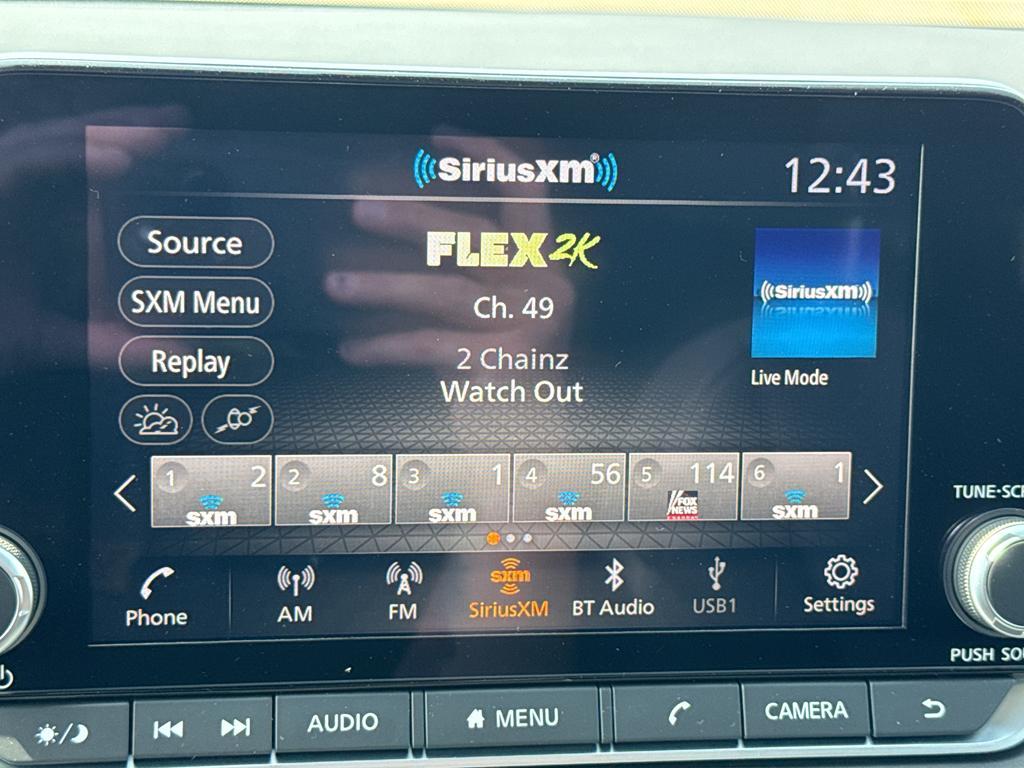 SiriusXM®
12:43
Source
FLEX2K
SiriusXM
SXM Menu
Ch. 49
Replay
2 Chainz
Live Mode
Watch Out
1 2 sxm
2 8 sxm
3 1 sxm
4 56 sxm
5 114 FOX NEWS channel
6 1 sxm
TUNE·SC
Phone
AM
FM
sxm
SiriusXM
BT Audio
USB1
Settings
PUSH SO
AUDIO
MENU
CAMERA